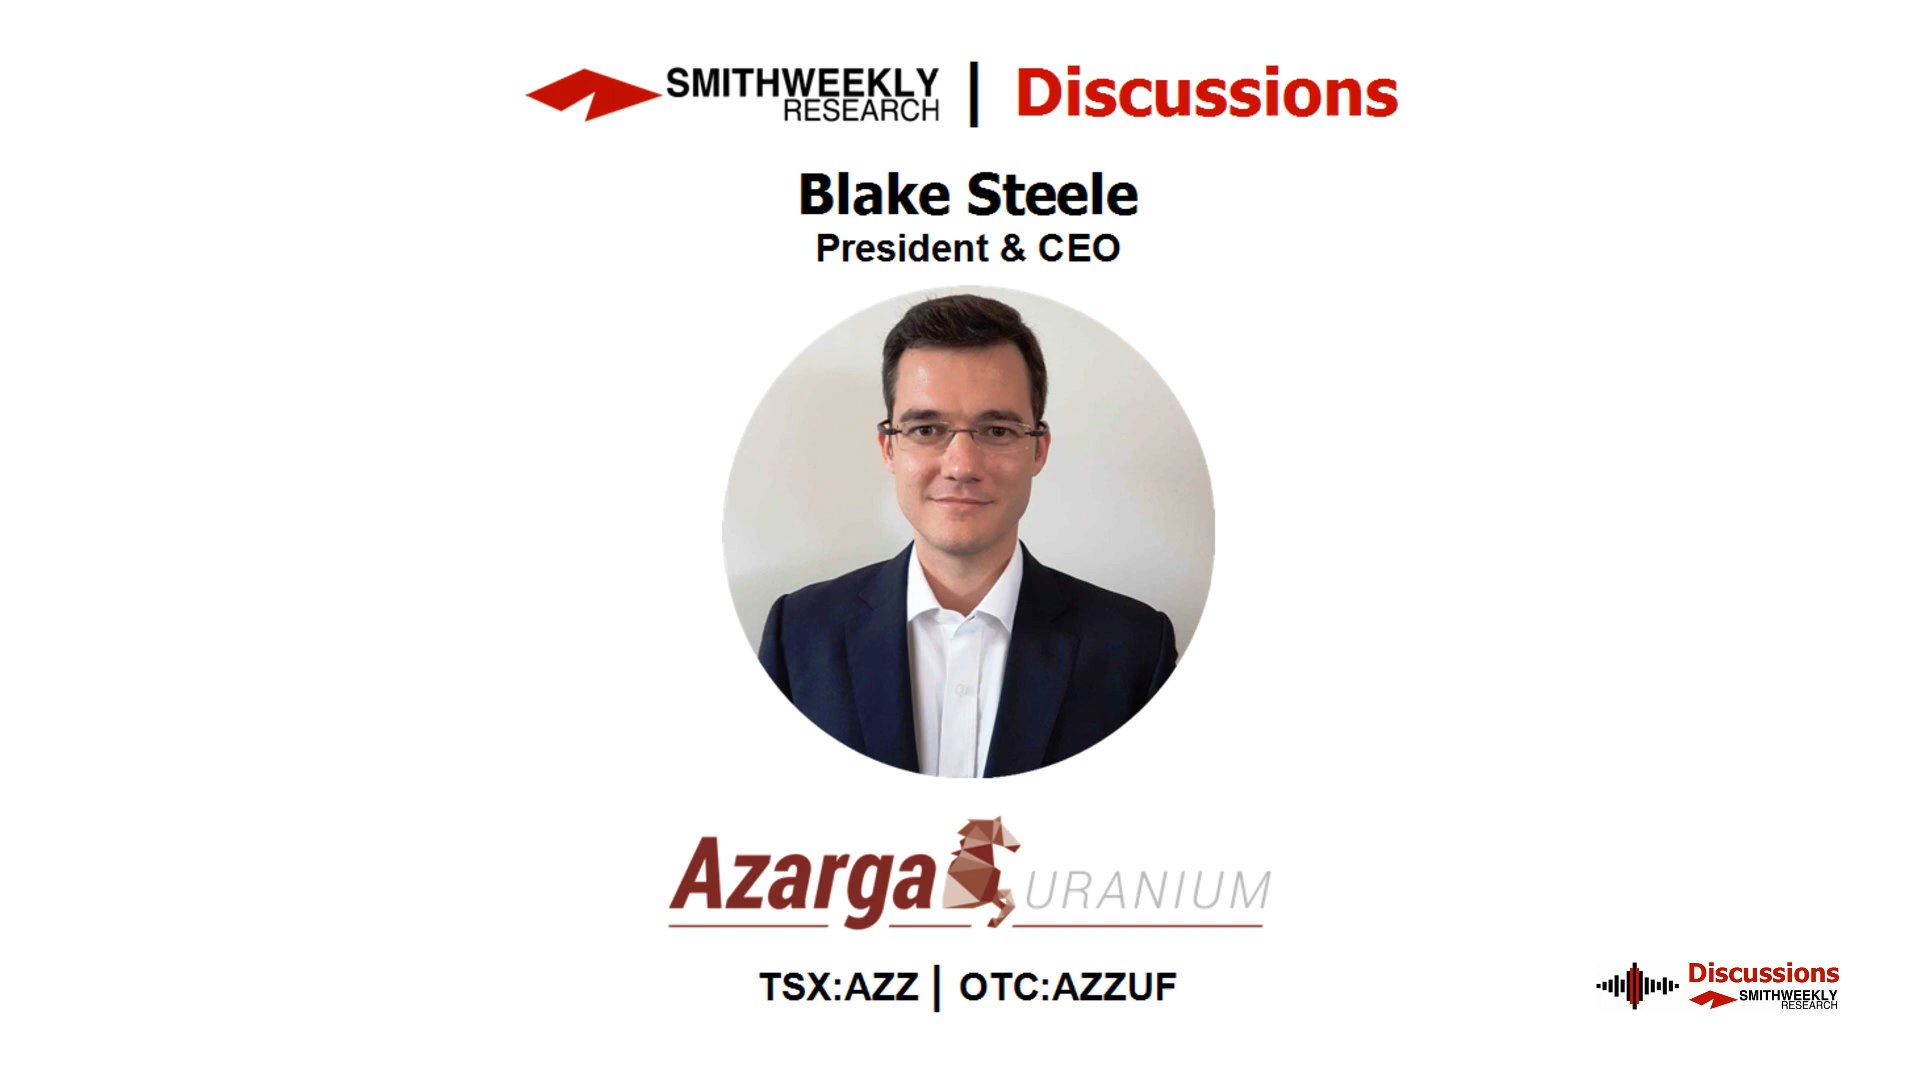 SMITHWEEKLY RESEARCH | Discussions
Blake Steele
President & CEO
Azarga URANIUM
TSX:AZZ | OTC:AZZUF
Discussions
SMITHWEEKLY
RESEARCH